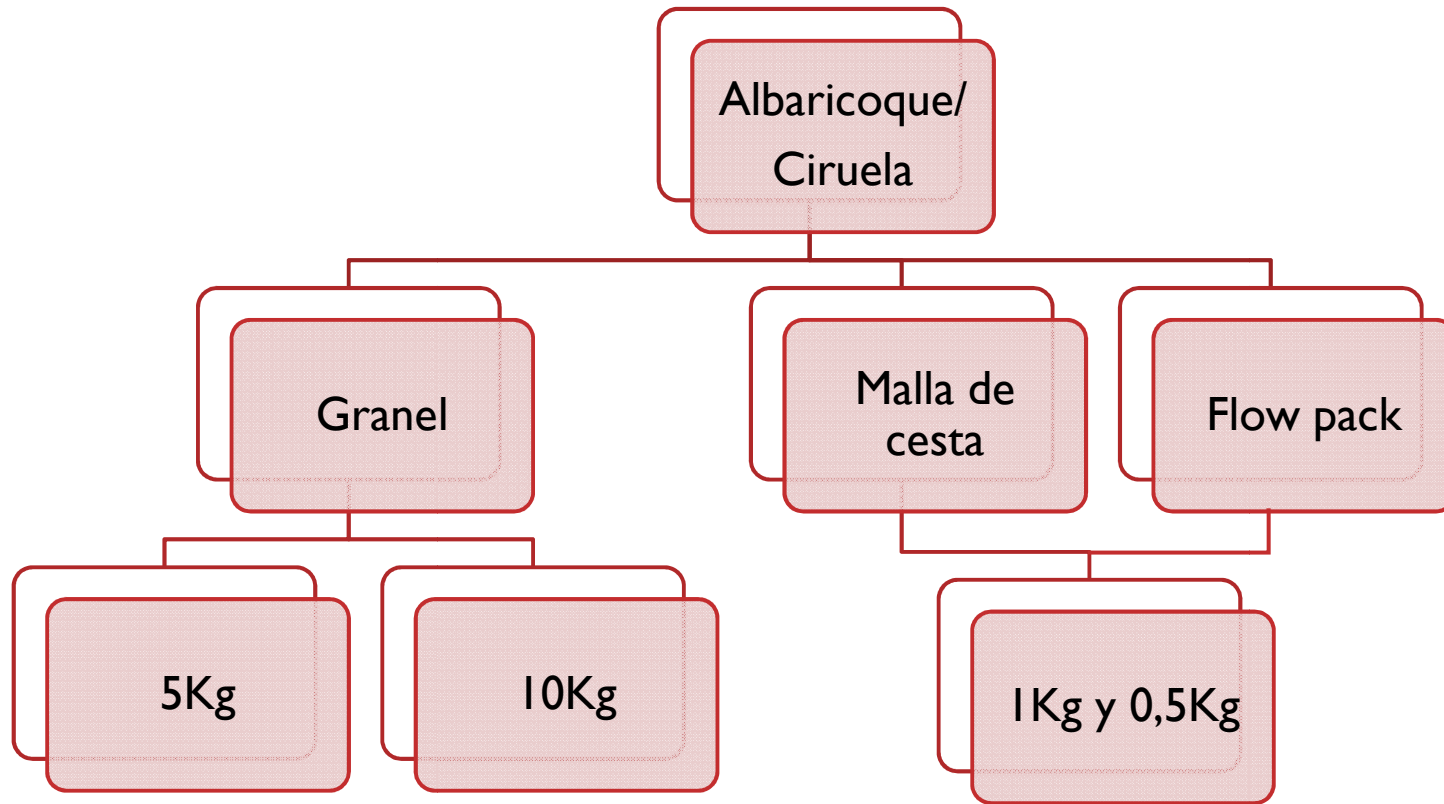 Albaricoque/
Ciruela
Granel
Malla de
cesta
Flow pack
5Kg
10Kg
1Kg y 0,5Kg